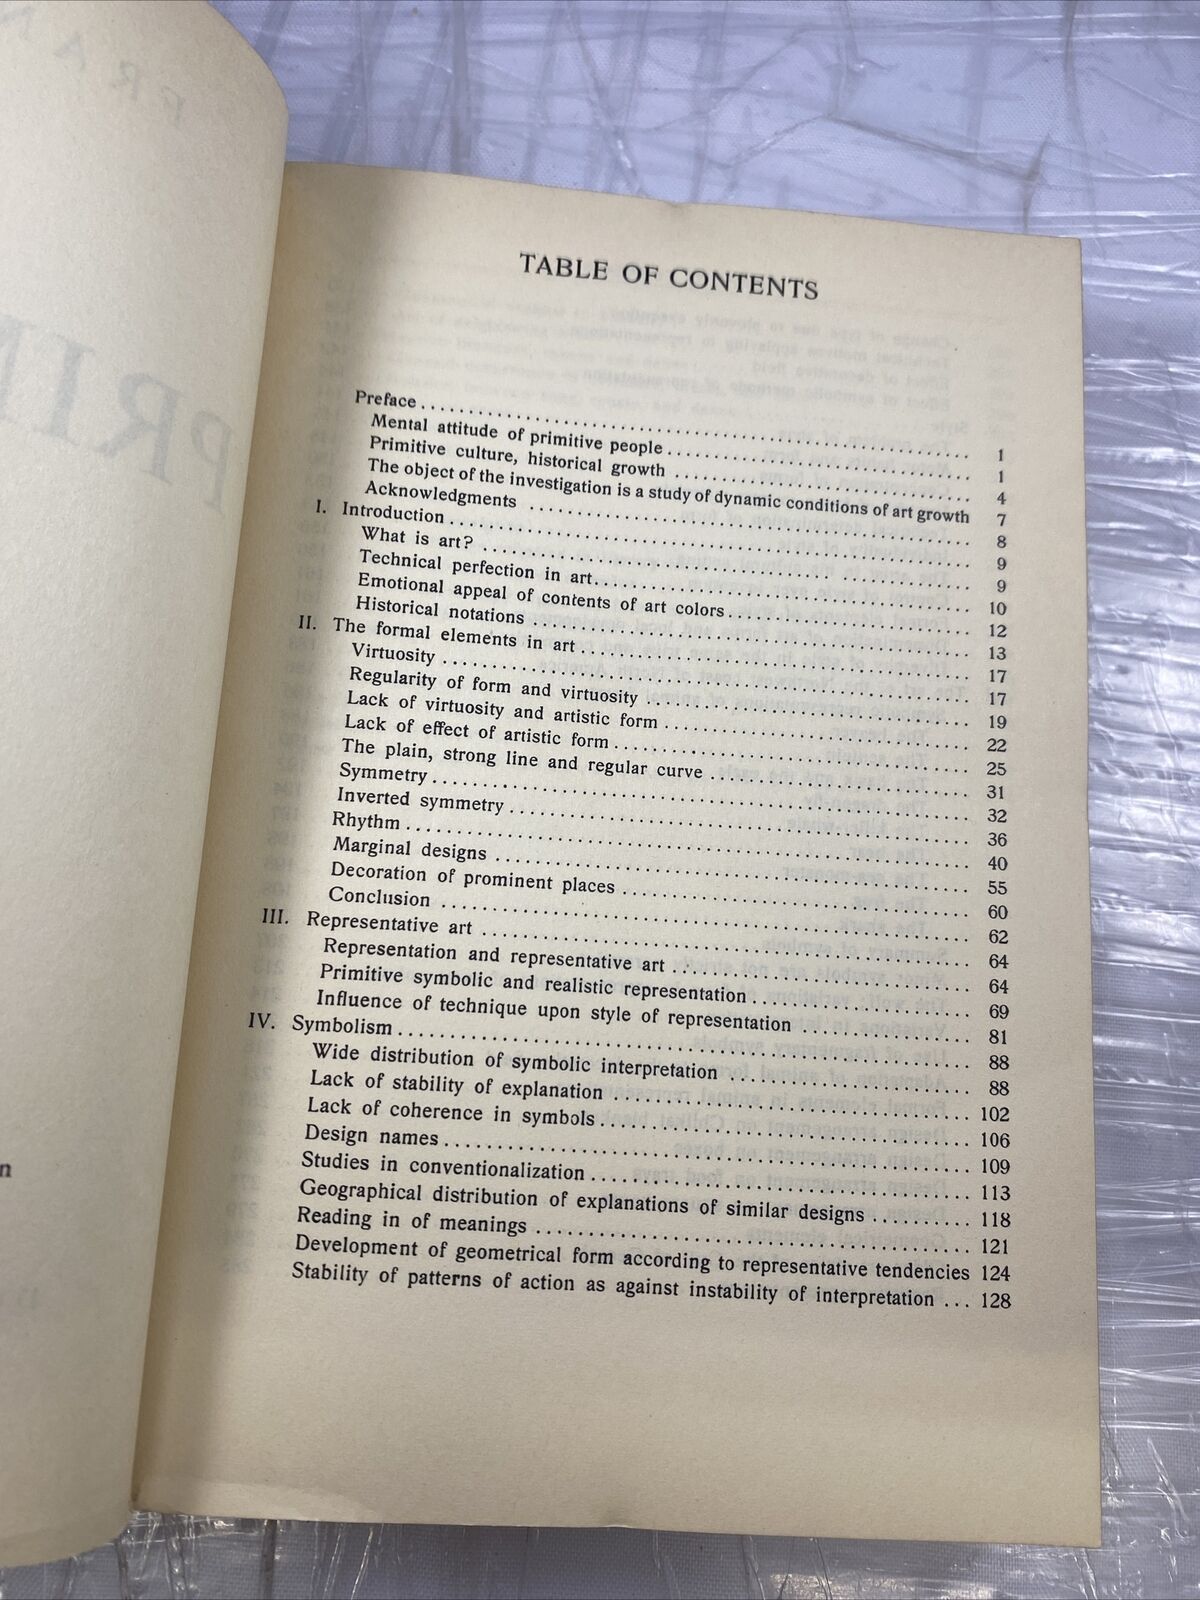 TABLE OF CONTENTS
Preface 1
Mental attitude of primitive people 1
Primitive culture, historical growth 4
The object of the investigation is a study of dynamic conditions of art growth 7
Acknowledgments 8
I. Introduction 9
What is art? 9
Technical perfection in art 10
Emotional appeal of contents of art colors 12
Historical notations 13
II. The formal elements in art 17
Virtuosity 17
Regularity of form and virtuosity 19
Lack of virtuosity and artistic form 22
Lack of effect of artistic form 25
The plain, strong line and regular curve 31
Symmetry 32
Inverted symmetry 36
Rhythm 40
Marginal designs 55
Decoration of prominent places 60
Conclusion 62
III. Representative art 64
Representation and representative art 64
Primitive symbolic and realistic representation 69
Influence of technique upon style of representation 81
IV. Symbolism 88
Wide distribution of symbolic interpretation 88
Lack of stability of explanation 102
Lack of coherence in symbols 106
Design names 109
Studies in conventionalization 113
Geographical distribution of explanations of similar designs 118
Reading in of meanings 121
Development of geometrical form according to representative tendencies 124
Stability of patterns of action as against instability of interpretation ... 128